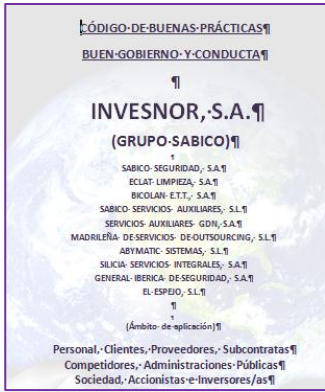 CÓDIGO·DE·BUENAS·PRÁCTICAS¶
BUEN·GOBIERNO·Y·CONDUCTA¶
¶
INVESNOR,·S.A.¶
(GRUPO·SABICO)¶
¶
SABICO·SEGURIDAD,·S.A¶
ECLAT·LIMPIEZA,·S.A¶
BICOLAN·E.T.T.,·S.A¶
SABICO·SERVICIOS·AUXILIARES,·S.L¶
SERVICIOS·AUXILIARES·GDN,·S.A¶
MADRILEÑA·DE·SERVICIOS·DE·OUTSOURCING,·S.L¶
ABYMATIC·SISTEMAS,·S.L¶
SILICIA·SERVICIOS·INTEGRALES,·S.A¶
GENERAL·IBERICA·DE·SEGURIDAD,·S.A¶
EL·ESPEJO,·S.L¶
¶
¶
(Ámbito·de·aplicación)¶
Personal,·Clientes,·Proveedores,·Subcontratas¶
Competidores,·Administraciones·Públicas¶
Sociedad,·Accionistas·e·Inversores/as¶